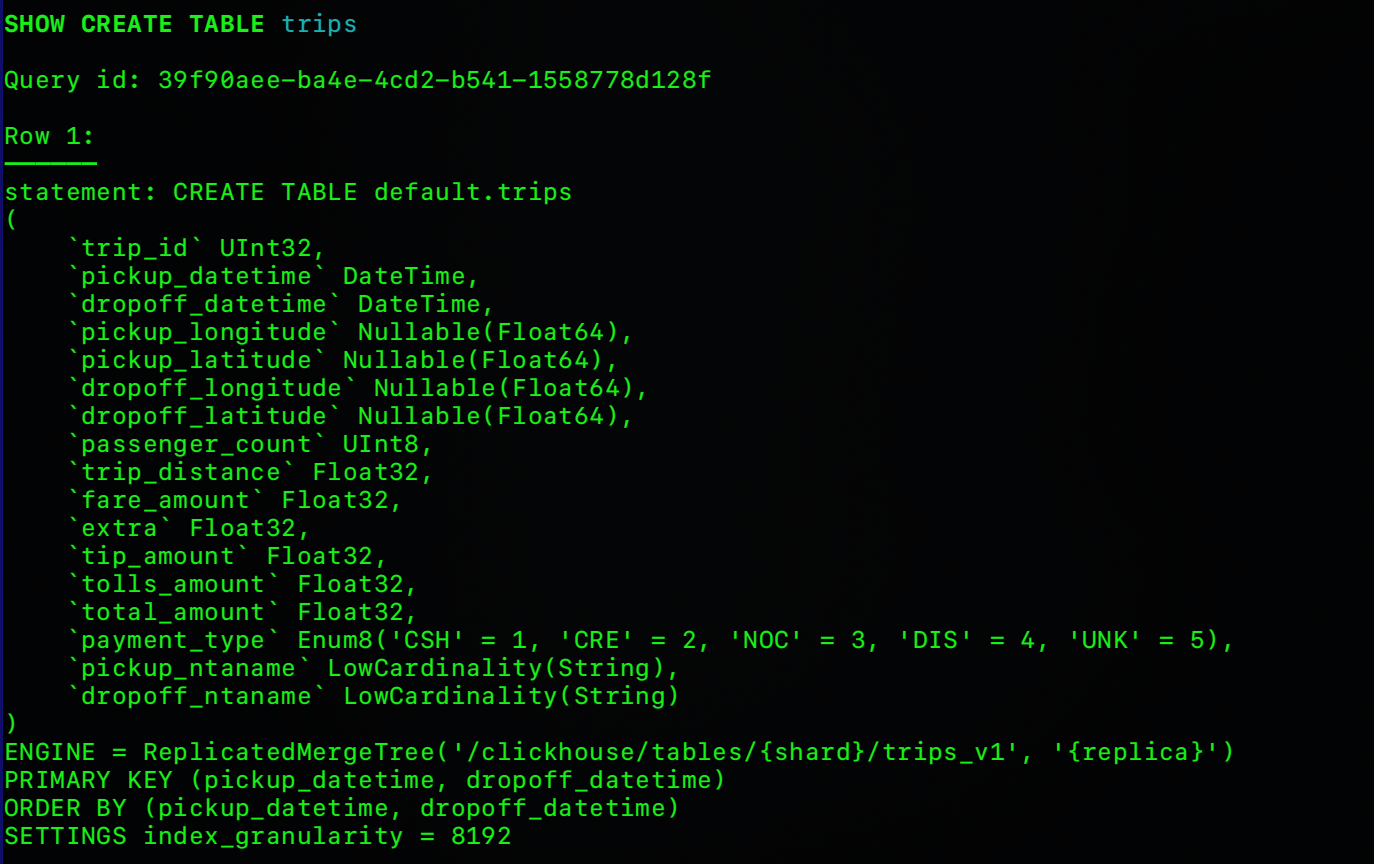 SHOW CREATE TABLE trips
Query id: 39f90aee-ba4e-4cd2-b541-1558778d128f
Row 1:
statement: CREATE TABLE default.trips
(
    `trip_id` UInt32,
    `pickup_datetime` DateTime,
    `dropoff_datetime` DateTime,
    `pickup_longitude` Nullable(Float64),
    `pickup_latitude` Nullable(Float64),
    `dropoff_longitude` Nullable(Float64),
    `dropoff_latitude` Nullable(Float64),
    `passenger_count` UInt8,
    `trip_distance` Float32,
    `fare_amount` Float32,
    `extra` Float32,
    `tip_amount` Float32,
    `tolls_amount` Float32,
    `total_amount` Float32,
    `payment_type` Enum8('CSH' = 1, 'CRE' = 2, 'NOC' = 3, 'DIS' = 4, 'UNK' = 5),
    `pickup_ntaname` LowCardinality(String),
    `dropoff_ntaname` LowCardinality(String)
)
ENGINE = ReplicatedMergeTree('/clickhouse/tables/{shard}/trips_v1', '{replica}')
PRIMARY KEY (pickup_datetime, dropoff_datetime)
ORDER BY (pickup_datetime, dropoff_datetime)
SETTINGS index_granularity = 8192